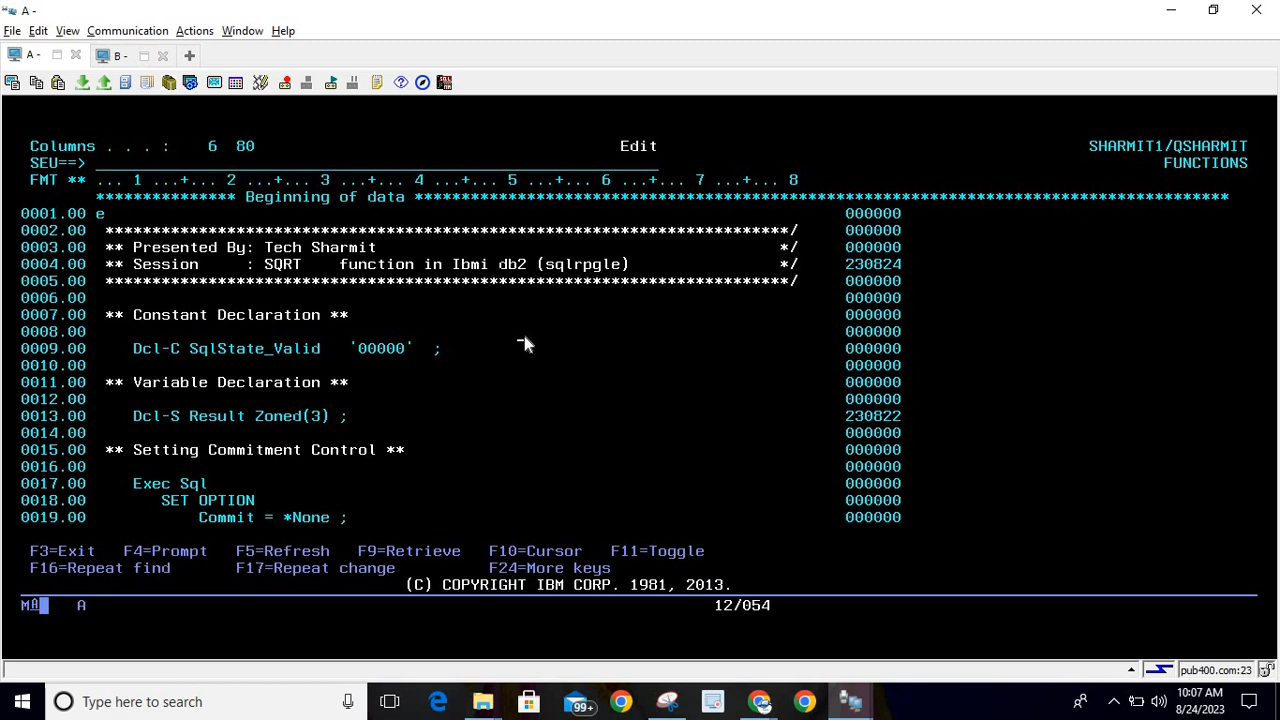 A -
File Edit View Communication Actions Window Help
A - B -
Columns . . . : 6 80 Edit SHARMIT1/QSHARMIT
SEU==> FUNCTIONS
FMT ** ... 1 ...+... 2 ...+... 3 ...+... 4 ...+... 5 ...+... 6 ...+... 7 ...+... 8
*************** Beginning of data ***************************************************************************************
0001.00 e 000000
0002.00 *************************************************************************/ 000000
0003.00 ** Presented By: Tech Sharmit */ 000000
0004.00 ** Session : SQRT function in Ibmi db2 (sqlrpgle) */ 230824
0005.00 *************************************************************************/ 000000
0006.00 000000
0007.00 ** Constant Declaration ** 000000
0008.00 000000
0009.00 Dcl-C SqlState_Valid '00000' ; 000000
0010.00 000000
0011.00 ** Variable Declaration ** 000000
0012.00 000000
0013.00 Dcl-S Result Zoned(3) ; 230822
0014.00 000000
0015.00 ** Setting Commitment Control ** 000000
0016.00 000000
0017.00 Exec Sql 000000
0018.00 SET OPTION 000000
0019.00 Commit = *None ; 000000
F3=Exit F4=Prompt F5=Refresh F9=Retrieve F10=Cursor F11=Toggle
F16=Repeat find F17=Repeat change F24=More keys
(C) COPYRIGHT IBM CORP. 1981, 2013.
MA A 12/054
pub400.com:23
Type here to search 99+ 10:07 AM
8/24/2023